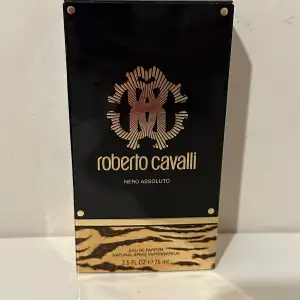 roberto cavalli
NERO ASSOLUTO
EAU DE PARFUM
NATURAL SPRAY VAPORISATEUR
2.5 FL OZ ℮ 75 ml